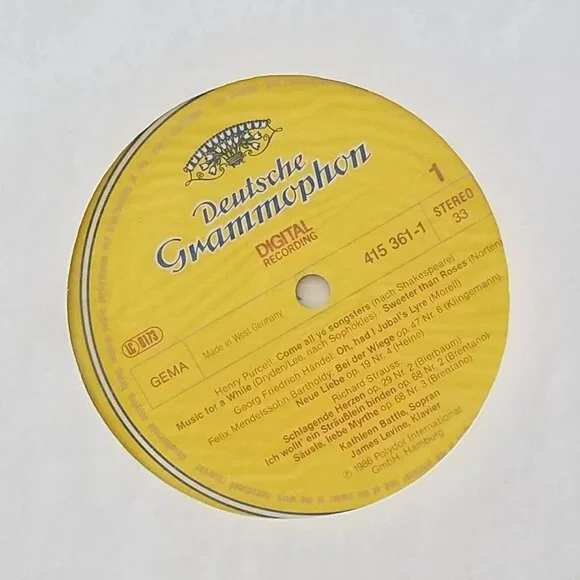 Deutsche
Grammophon
DIGITAL
RECORDING
1
STEREO
33
415 361-1
LC 0173
GEMA
Made in West Germany
Henry Purcell, Come all ye songsters (nach Shakespeare)
Music for a While (Dryden/Lee, nach Sophokles) · Sweeter than Roses (Norten)
Georg Friedrich Händel, Oh, had I Jubal's Lyre (Morell)
Felix Mendelssohn Bartholdy, Bei der Wiege op. 47 Nr. 6 (Klingemann)
Neue Liebe op. 19 Nr. 4 (Heine)
Richard Strauss,
Schlagende Herzen op. 29 Nr. 2 (Bierbaum)
Ich wollt' ein Sträußlein binden op. 68 Nr. 2 (Brentano)
Säusle, liebe Myrthe op. 68 Nr. 3 (Brentano)
Kathleen Battle, Sopran
James Levine, Klavier
℗ 1986 Polydor International
GmbH, Hamburg